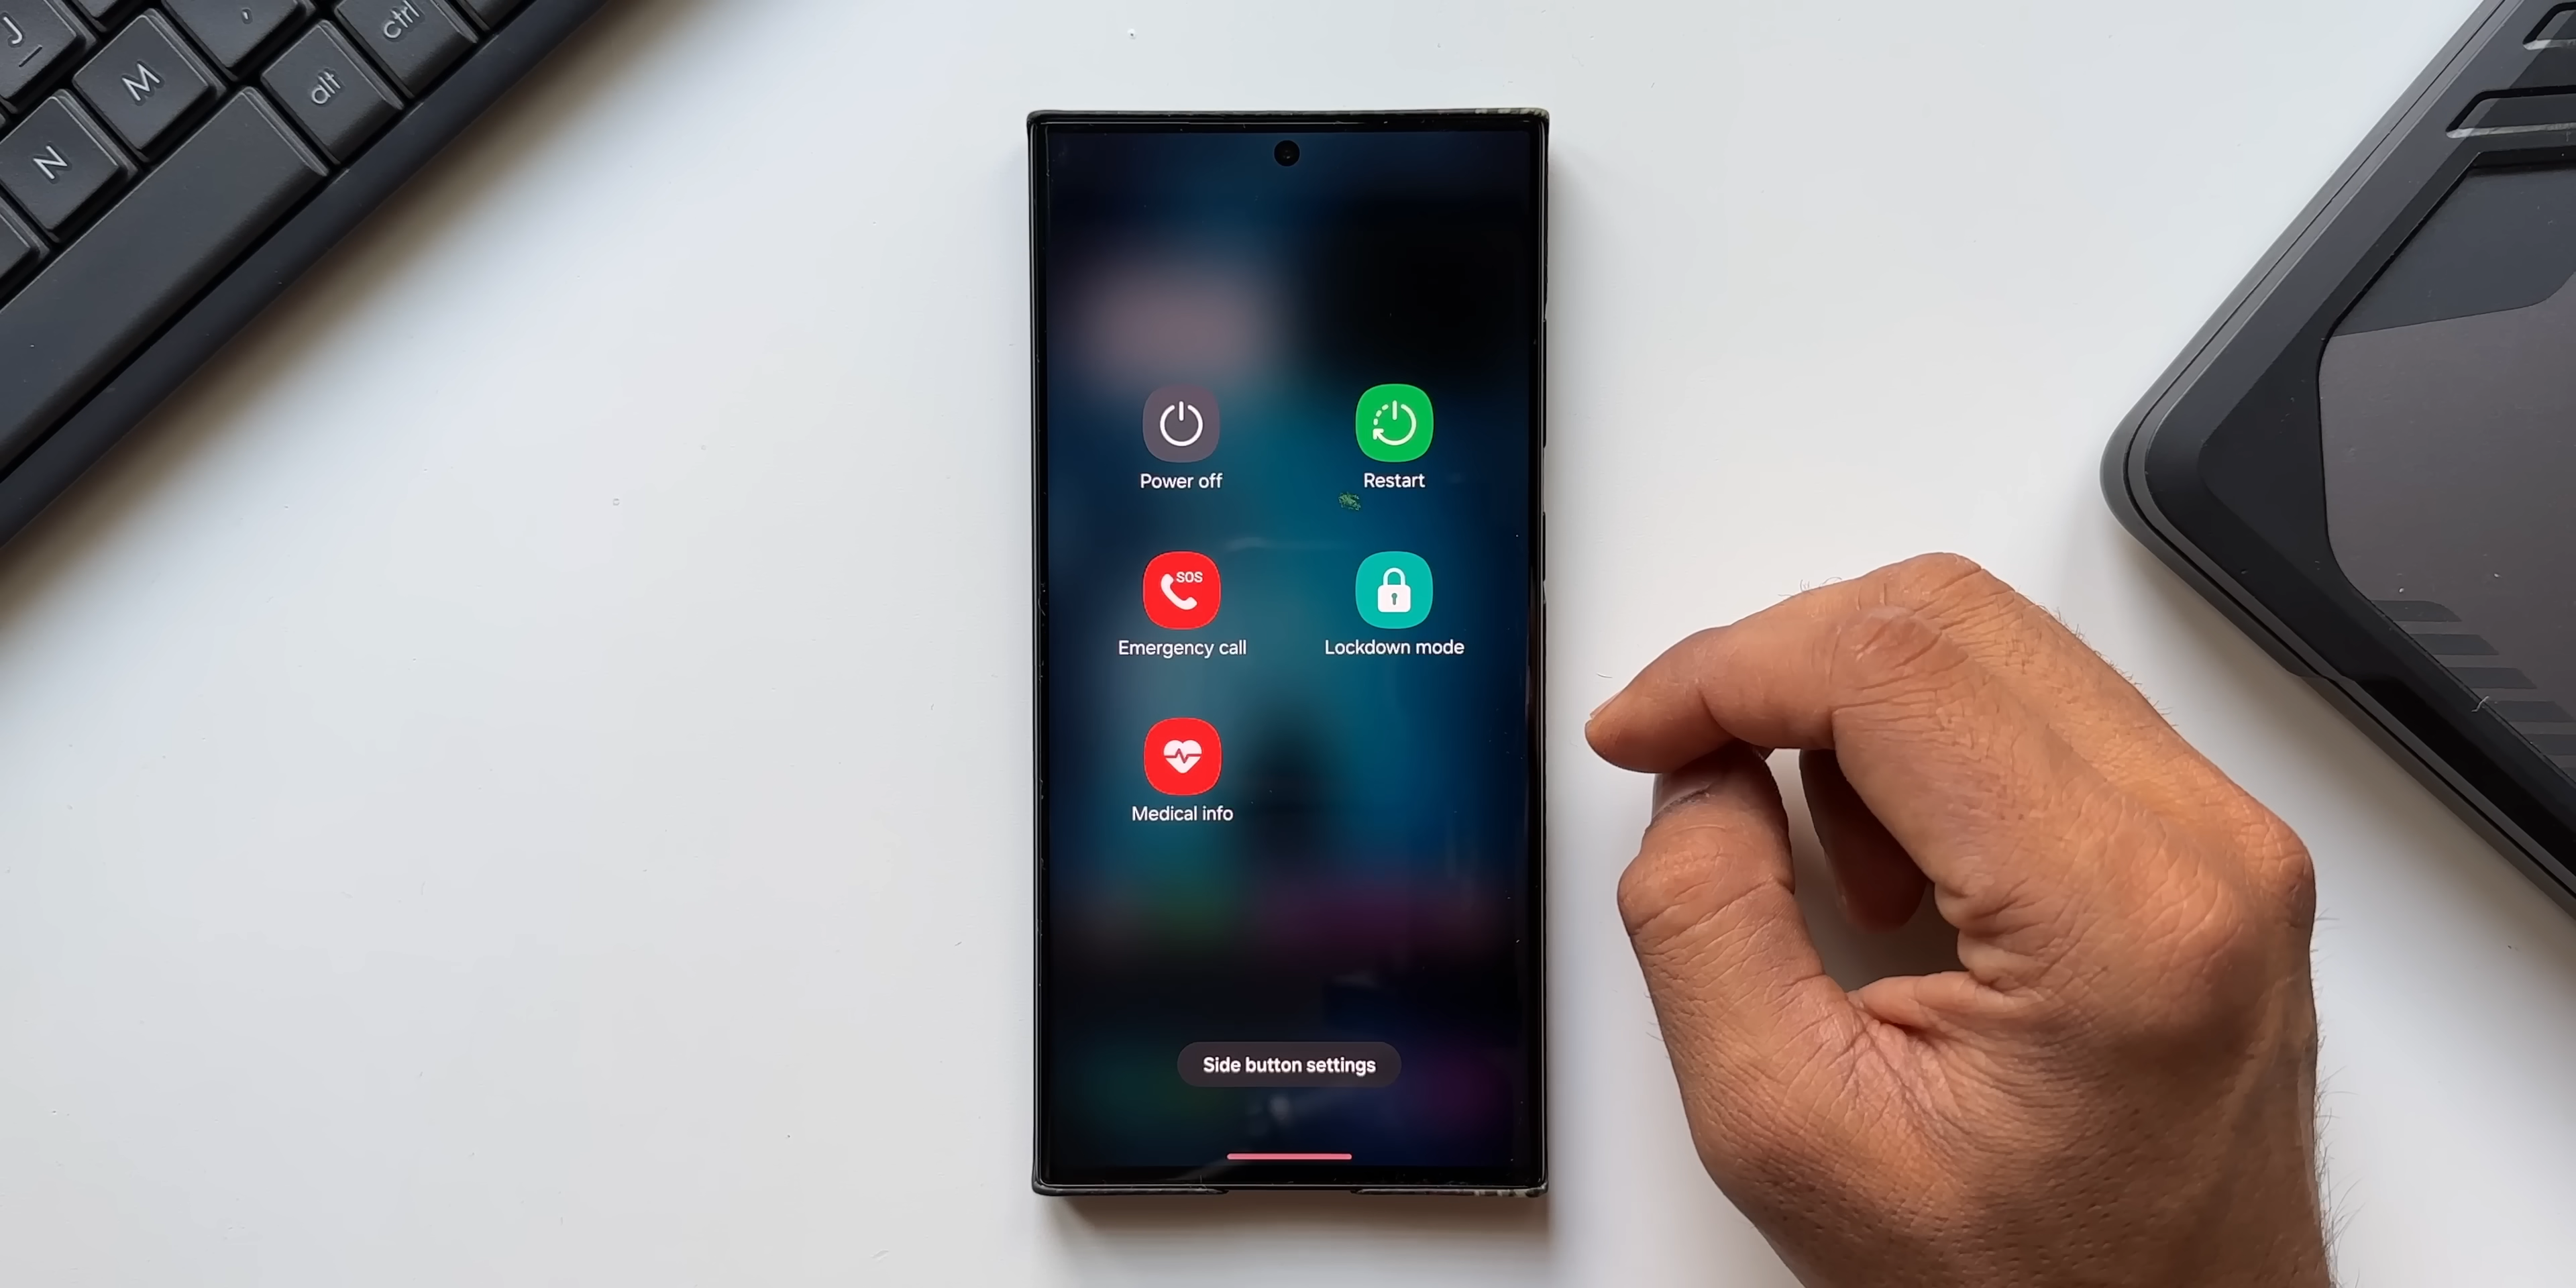 J
M
N
alt
ctrl
Power off
Restart
SOS
Emergency call
Lockdown mode
Medical info
Side button settings